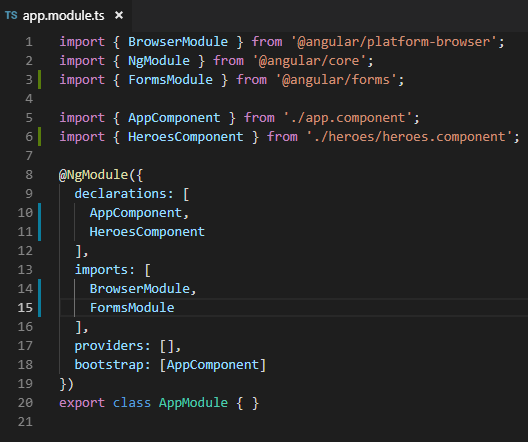 TS app.module.ts ×
1 import { BrowserModule } from '@angular/platform-browser';
2 import { NgModule } from '@angular/core';
3 import { FormsModule } from '@angular/forms';
4
5 import { AppComponent } from './app.component';
6 import { HeroesComponent } from './heroes/heroes.component';
7
8 @NgModule({
9   declarations: [
10     AppComponent,
11     HeroesComponent
12   ],
13   imports: [
14     BrowserModule,
15     FormsModule
16   ],
17   providers: [],
18   bootstrap: [AppComponent]
19 })
20 export class AppModule { }
21